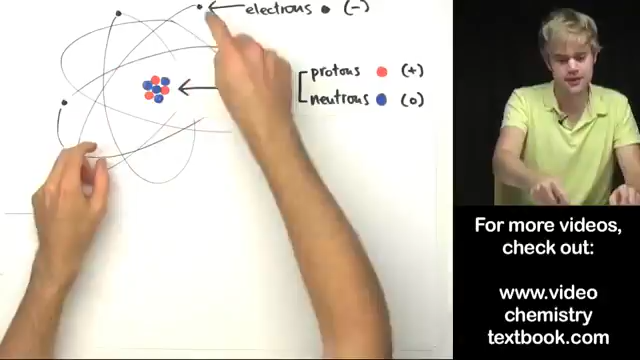 electrons (-)
protons (+)
neutrons (0)
For more videos,
check out:
www.video
chemistry
textbook.com